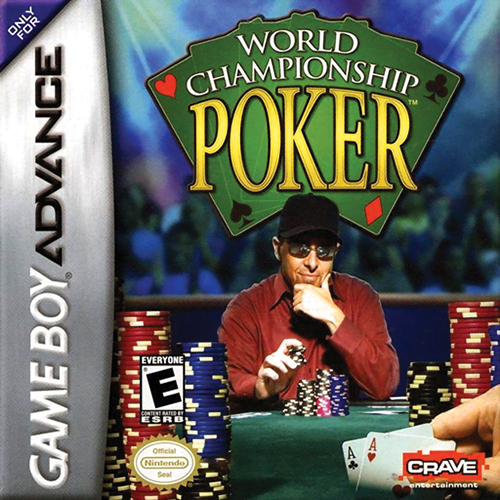 ONLY
FOR
GAME BOY ADVANCE
WORLD
CHAMPIONSHIP
POKER
TM
EVERYONE
E
CONTENT RATED BY
ESRB
Official
Nintendo
Seal
A
A
CRAVE
entertainment